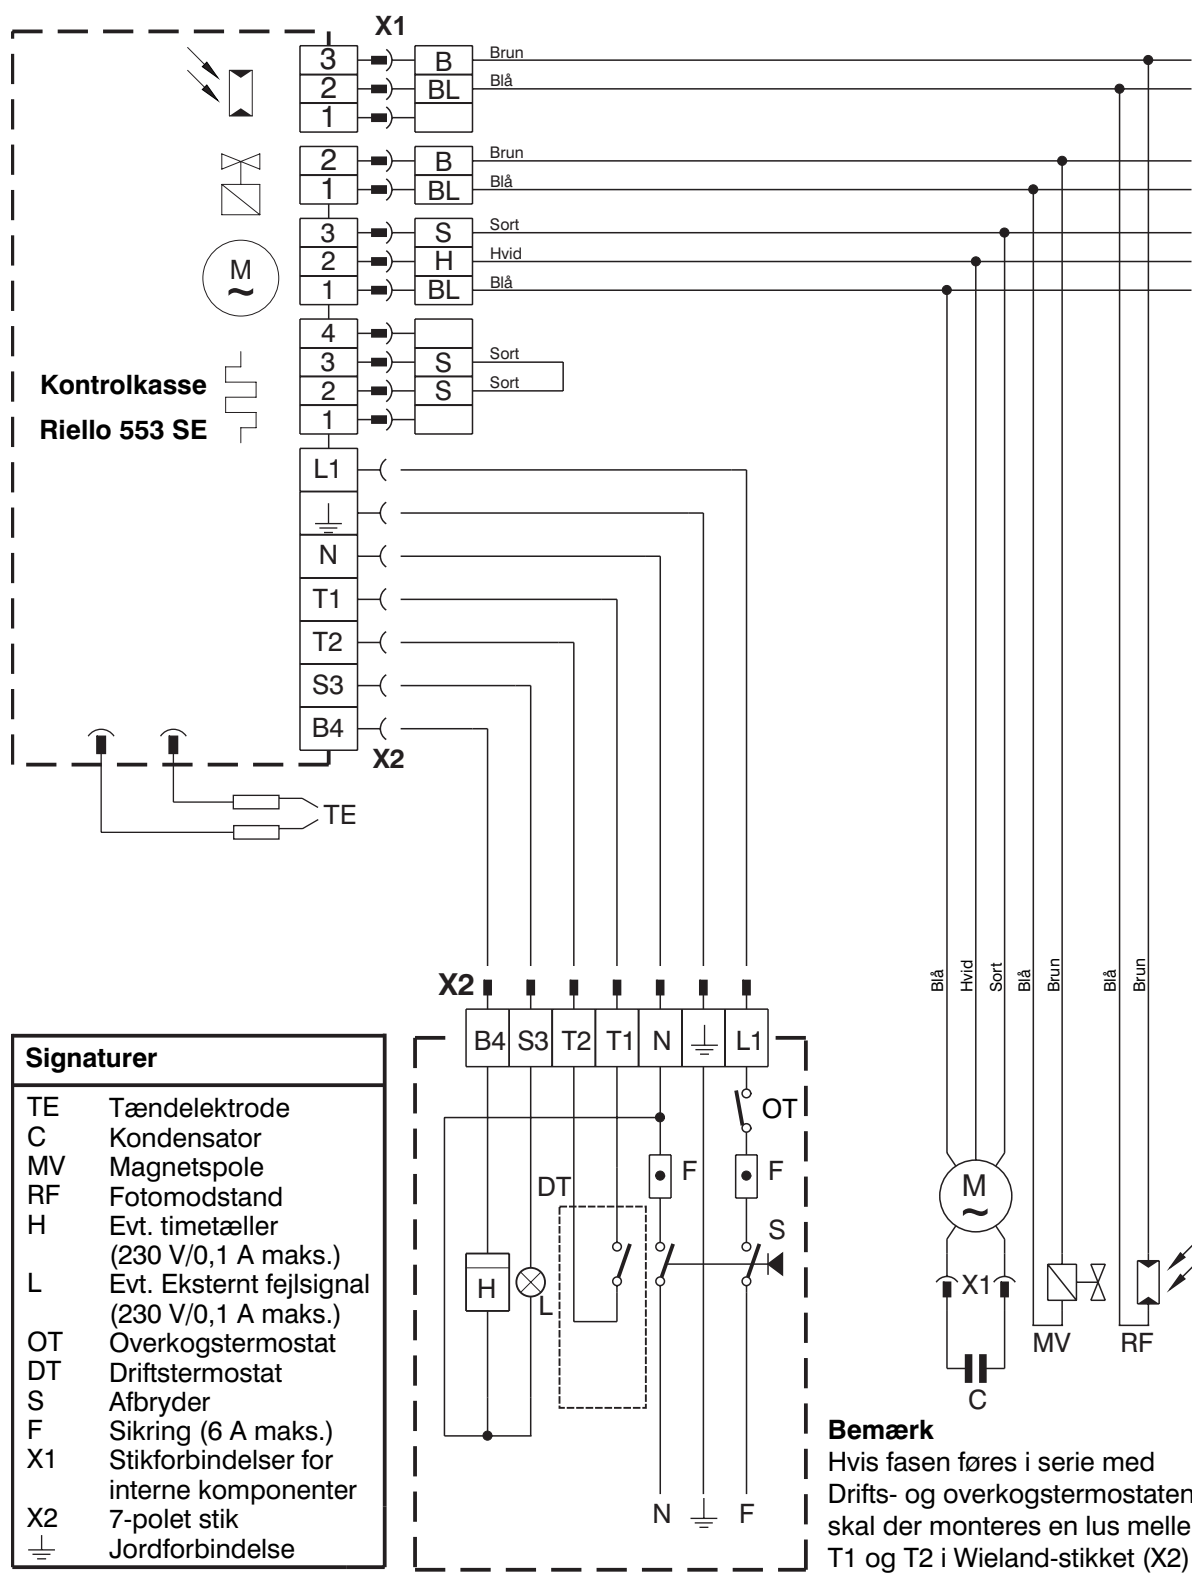 X1
3 B Brun
2 BL Blå
1
2 B Brun
1 BL Blå
3 S Sort
M 2 H Hvid
1 BL Blå
4
3 S Sort
Kontrolkasse 2 S Sort
Riello 553 SE 1
L1
N
T1
T2
S3
B4
X2
TE
Blå Hvid Sort Blå Brun Blå Brun
X2
B4 S3 T2 T1 N L1
OT
F F
DT
S
H
L
N F
M
X1
MV RF
C
Signaturer
TE Tændelektrode
C Kondensator
MV Magnetspole
RF Fotomodstand
H Evt. timetæller
(230 V/0,1 A maks.)
L Evt. Eksternt fejlsignal
(230 V/0,1 A maks.)
OT Overkogstermostat
DT Driftstermostat
S Afbryder
F Sikring (6 A maks.)
X1 Stikforbindelser for
interne komponenter
X2 7-polet stik
Jordforbindelse
Bemærk
Hvis fasen føres i serie med
Drifts- og overkogstermostaten
skal der monteres en lus melle
T1 og T2 i Wieland-stikket (X2)